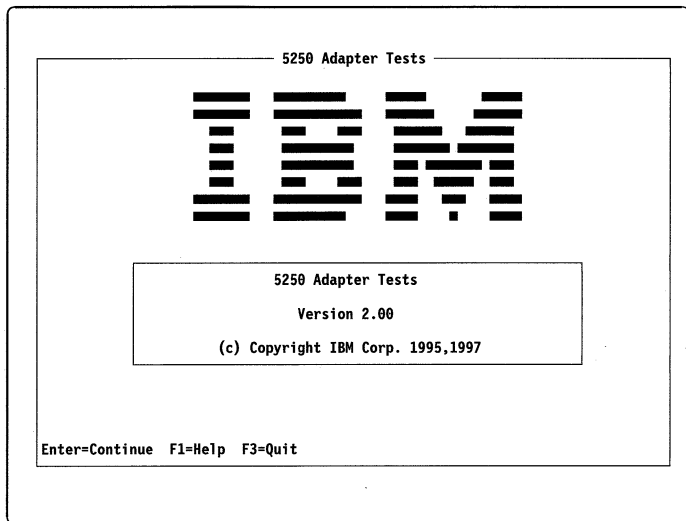 5250 Adapter Tests
IBM
5250 Adapter Tests
Version 2.00
(c) Copyright IBM Corp. 1995,1997
Enter=Continue  F1=Help  F3=Quit